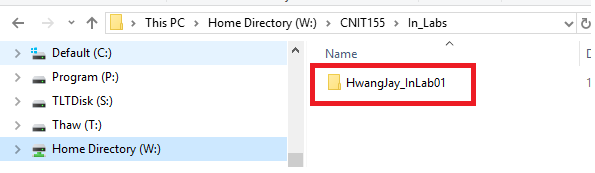 This PC > Home Directory (W:) > CNIT155 > In_Labs
Default (C:)
Program (P:)
TLTDisk (S:)
Thaw (T:)
Home Directory (W:)
Name
HwangJay_InLab01